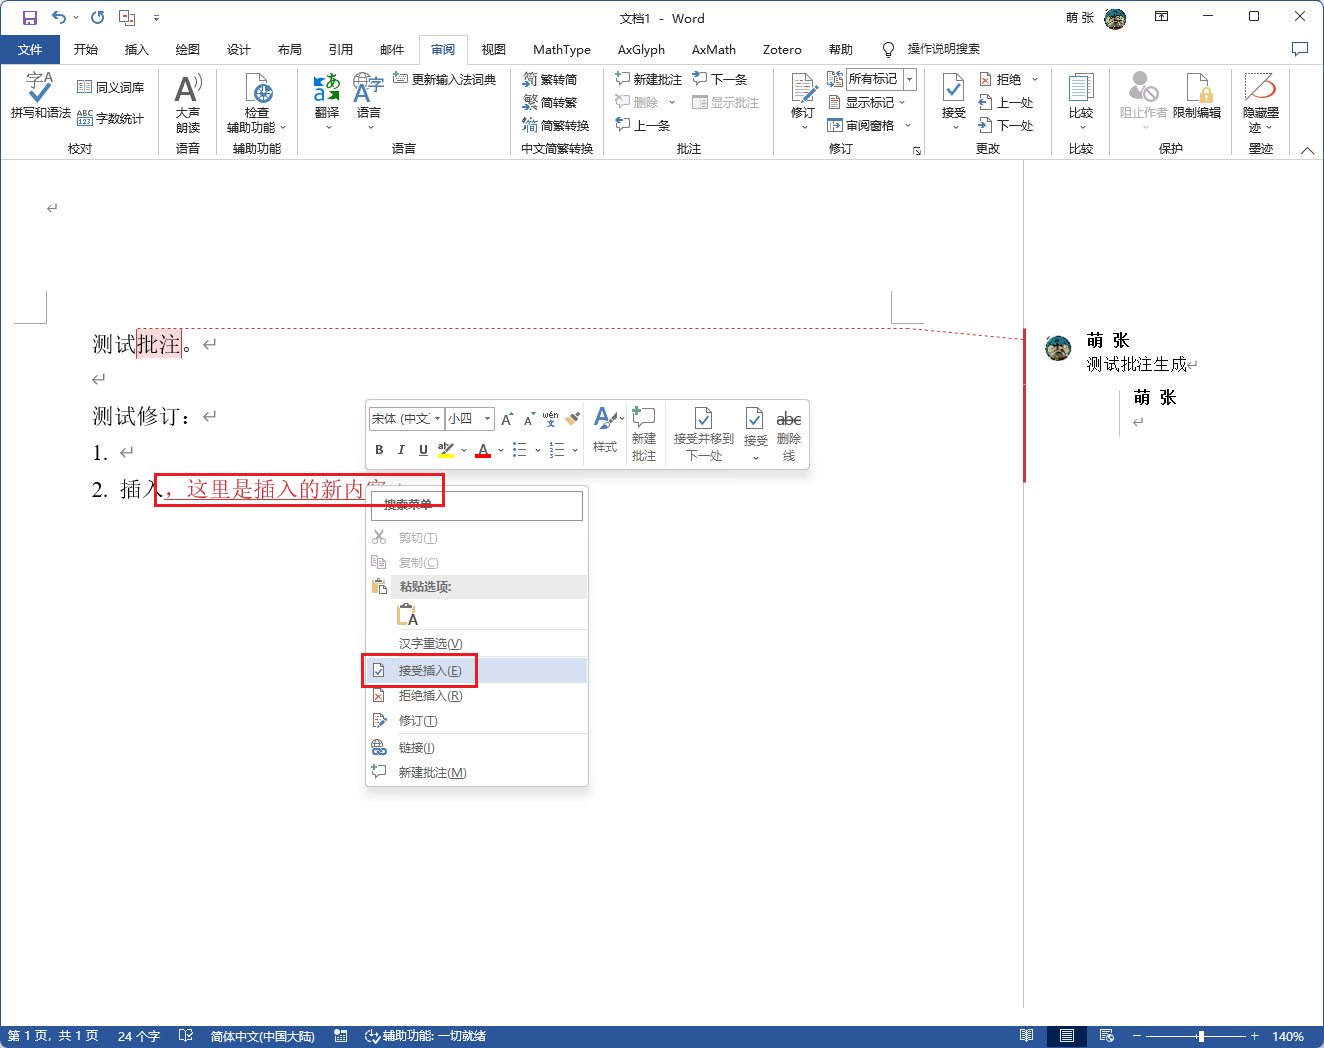 文档1 - Word
萌 张
文件 开始 插入 绘图 设计 布局 引用 邮件 审阅 视图 MathType AxGlyph AxMath Zotero 帮助 操作说明搜索
字A
拼写和语法
同义词库
ABC 123 字数统计
校对
A
大声
朗读
语音
检查
辅助功能
辅助功能
あ
a
翻译
字
A
语言
更新输入法词典
语言
简 繁转简
繁 简转繁
简 简繁转换
中文简繁转换
新建批注
删除
上一条
下一条
显示批注
批注
修订
所有标记
显示标记
审阅窗格
修订
接受
拒绝
上一处
下一处
更改
比较
比较
阻止作者
限制编辑
保护
隐藏墨
迹
墨迹
测试批注。
测试修订：
1.
2. 插入，这里是插入的新内容
萌 张
测试批注生成
萌 张
宋体 (中文 小四 A A wén 文
B I U ab A
A
样式
新建
批注
接受并移到
下一处
接受
abc
删除
线
搜索菜单
剪切(T)
复制(C)
粘贴选项:
A
汉字重选(V)
接受插入(E)
拒绝插入(R)
修订(T)
链接(I)
新建批注(M)
第 1 页，共 1 页 24 个字 简体中文(中国大陆) 辅助功能: 一切就绪 140%